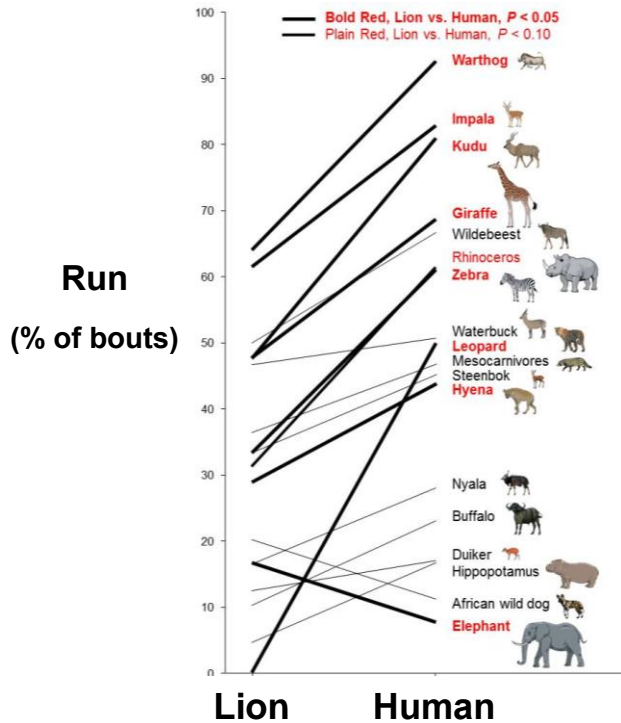 100
90
80
70
60
50
40
30
20
10
0
Run
(% of bouts)
Bold Red, Lion vs. Human, P < 0.05
Plain Red, Lion vs. Human, P < 0.10
Warthog
Impala
Kudu
Giraffe
Wildebeest
Rhinoceros
Zebra
Waterbuck
Leopard
Mesocarnivores
Steenbok
Hyena
Nyala
Buffalo
Duiker
Hippopotamus
African wild dog
Elephant
Lion
Human